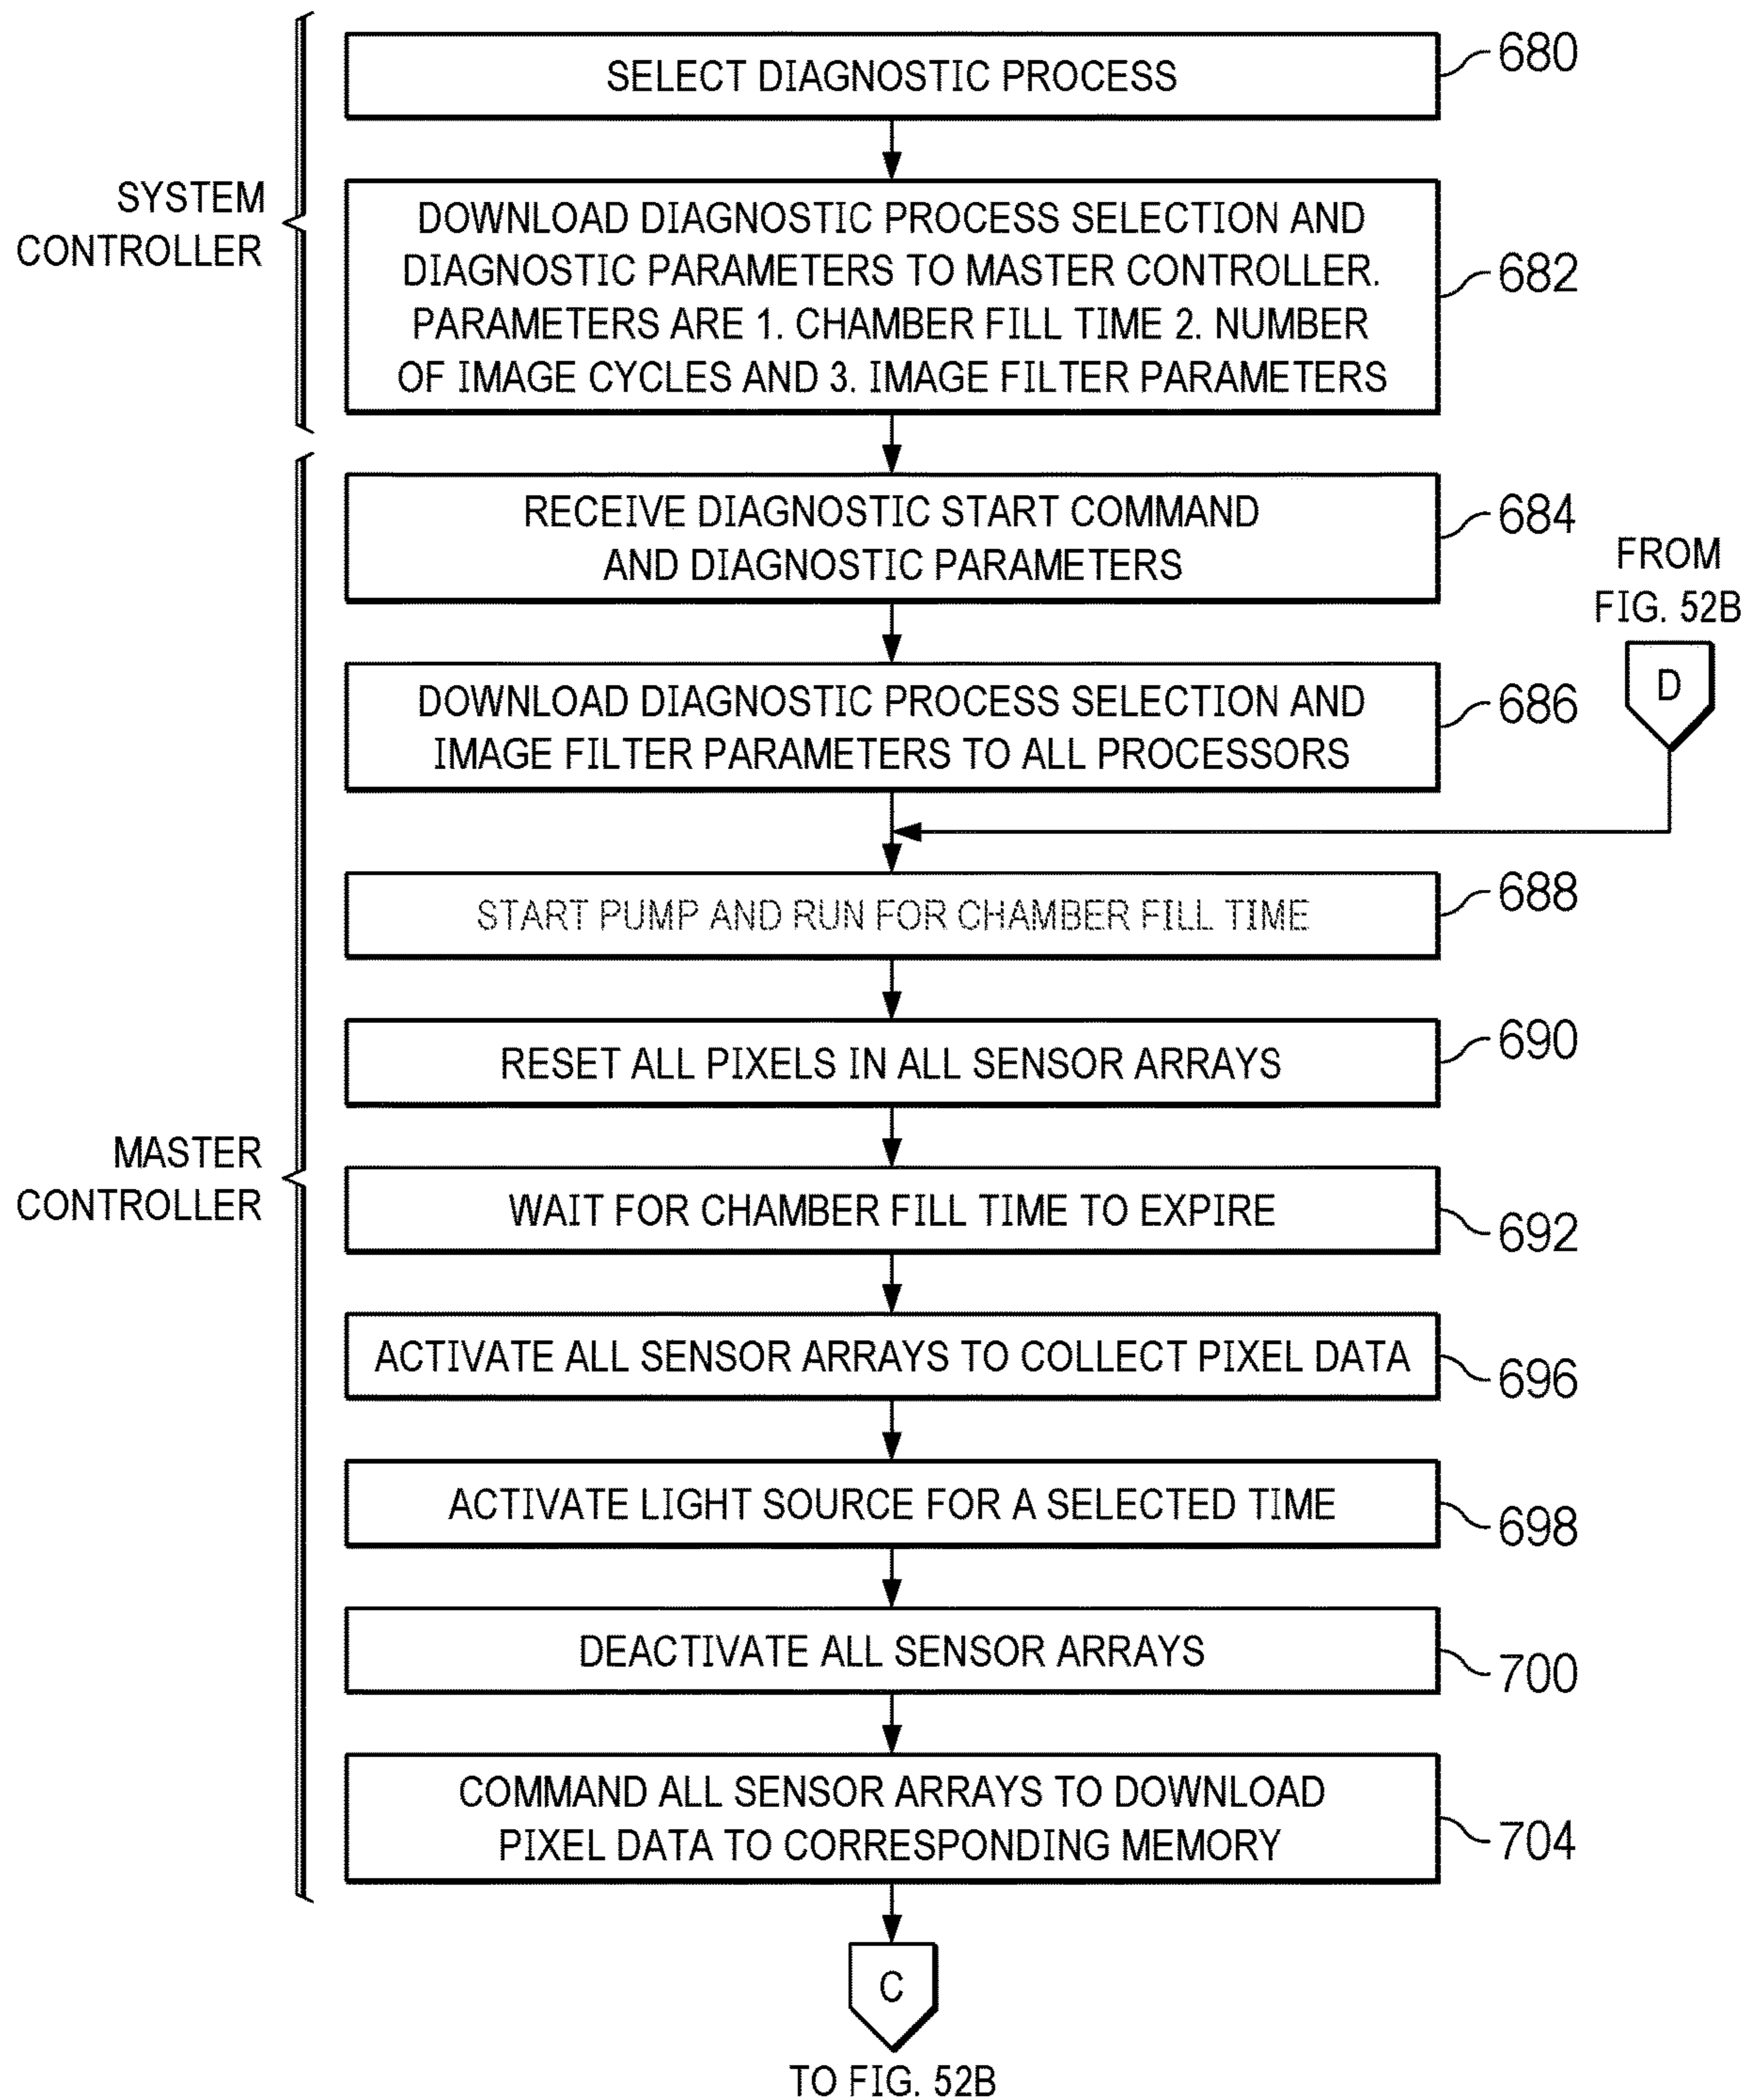 SELECT DIAGNOSTIC PROCESS
680
SYSTEM
CONTROLLER
DOWNLOAD DIAGNOSTIC PROCESS SELECTION AND
DIAGNOSTIC PARAMETERS TO MASTER CONTROLLER.
PARAMETERS ARE 1. CHAMBER FILL TIME 2. NUMBER
OF IMAGE CYCLES AND 3. IMAGE FILTER PARAMETERS
682
RECEIVE DIAGNOSTIC START COMMAND
AND DIAGNOSTIC PARAMETERS
684
FROM
FIG. 52B
D
DOWNLOAD DIAGNOSTIC PROCESS SELECTION AND
IMAGE FILTER PARAMETERS TO ALL PROCESSORS
686
START PUMP AND RUN FOR CHAMBER FILL TIME
688
RESET ALL PIXELS IN ALL SENSOR ARRAYS
690
MASTER
CONTROLLER
WAIT FOR CHAMBER FILL TIME TO EXPIRE
692
ACTIVATE ALL SENSOR ARRAYS TO COLLECT PIXEL DATA
696
ACTIVATE LIGHT SOURCE FOR A SELECTED TIME
698
DEACTIVATE ALL SENSOR ARRAYS
700
COMMAND ALL SENSOR ARRAYS TO DOWNLOAD
PIXEL DATA TO CORRESPONDING MEMORY
704
C
TO FIG. 52B